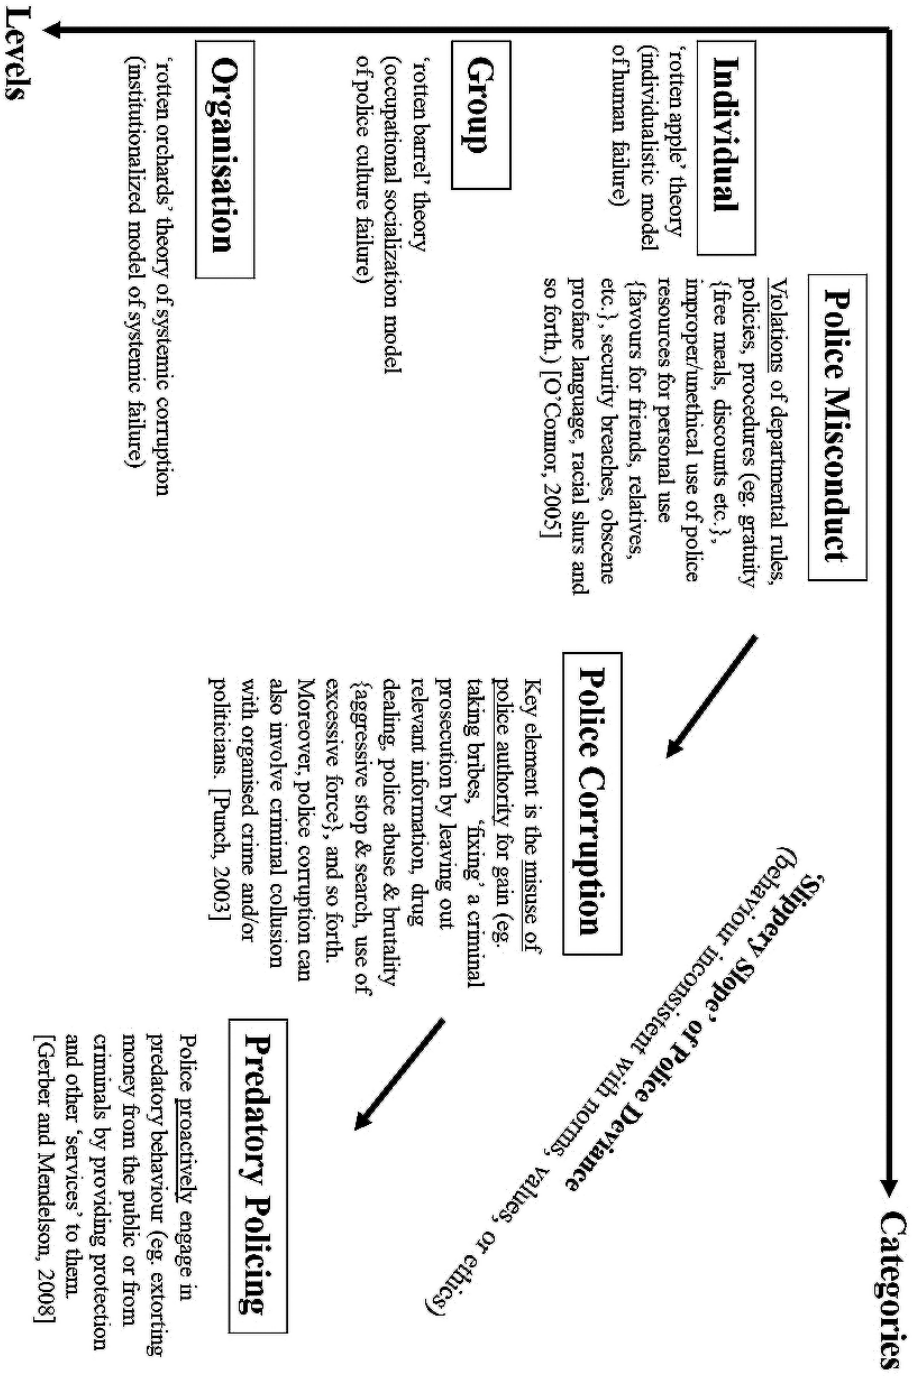 Categories
Levels
Individual
‘rotten apple’ theory
(individualistic model
of human failure)
Group
‘rotten barrel’ theory
(occupational socialization model
of police culture failure)
Organisation
‘rotten orchards’ theory of systemic corruption
(institutionalized model of systemic failure)
Police Misconduct
Violations of departmental rules,
policies, procedures (eg. gratuity
{free meals, discounts etc.},
improper/unethical use of police
resources for personal use
{favours for friends, relatives,
etc.}, security breaches, obscene
profane language, racial slurs and
so forth.) [O’Connor, 2005]
Police Corruption
Key element is the misuse of
police authority for gain (eg.
taking bribes, ‘fixing’ a criminal
prosecution by leaving out
relevant information, drug
dealing, police abuse & brutality
{aggressive stop & search, use of
excessive force}, and so forth.
Moreover, police corruption can
also involve criminal collusion
with organised crime and/or
politicians. [Punch, 2003]
Predatory Policing
Police proactively engage in
predatory behaviour (eg. extorting
money from the public or from
criminals by providing protection
and other ‘services’ to them.
[Gerber and Mendelson, 2008]
‘Slippery Slope’ of Police Deviance
(behaviour inconsistent with norms, values, or ethics)